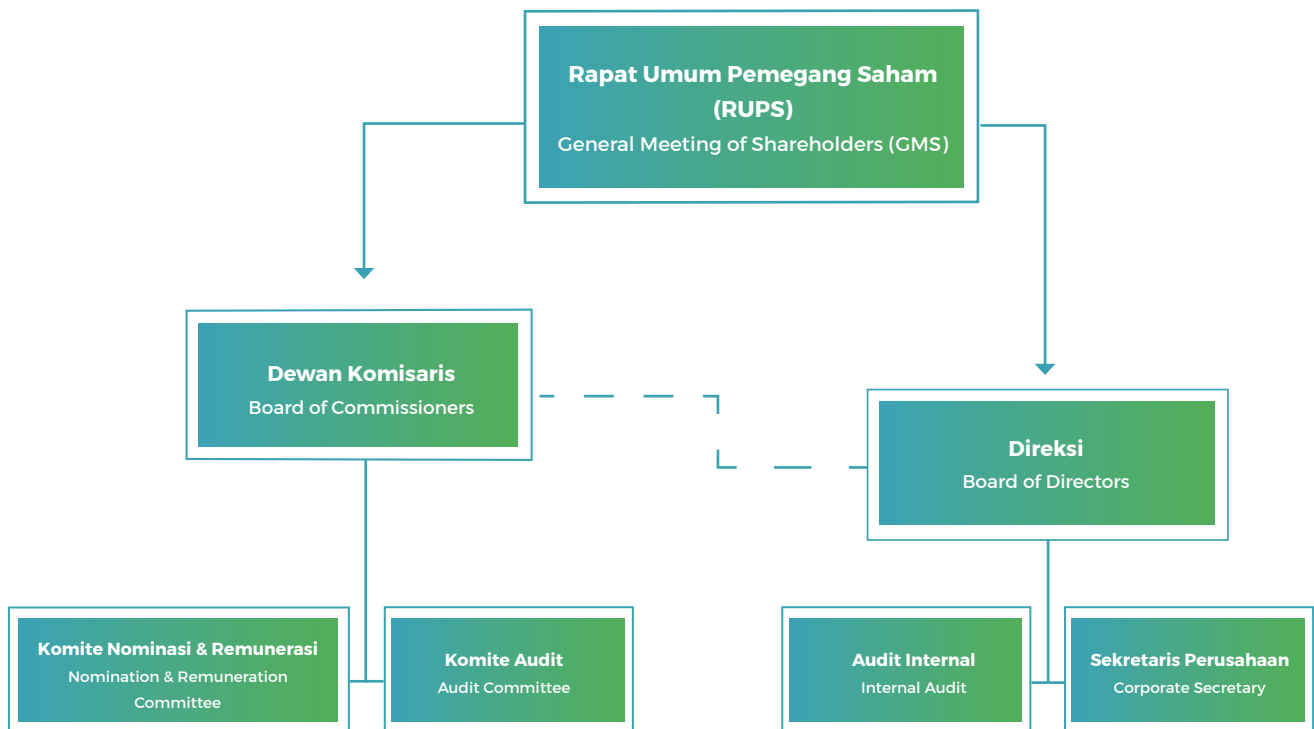 Rapat Umum Pemegang Saham
(RUPS)
General Meeting of Shareholders (GMS)
Dewan Komisaris
Board of Commissioners
Direksi
Board of Directors
Komite Nominasi & Remunerasi
Nomination & Remuneration
Committee
Komite Audit
Audit Committee
Audit Internal
Internal Audit
Sekretaris Perusahaan
Corporate Secretary